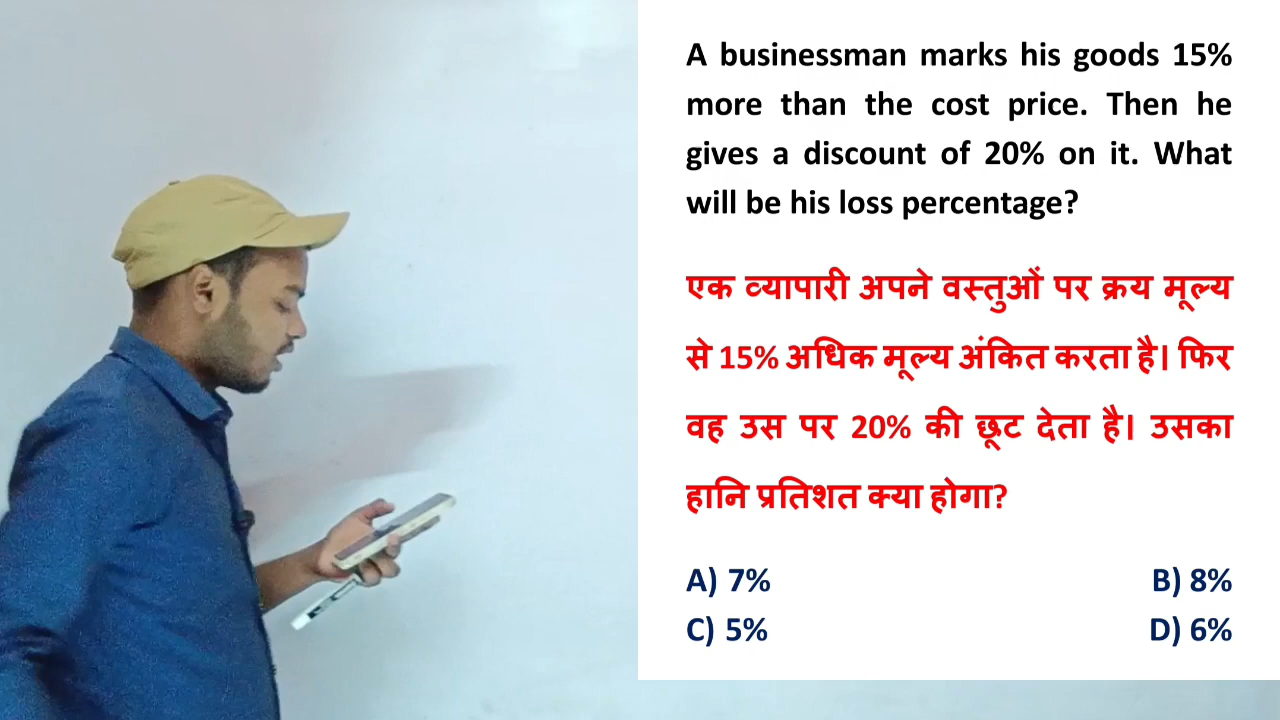 A businessman marks his goods 15%
more than the cost price. Then he
gives a discount of 20% on it. What
will be his loss percentage?
एक व्यापारी अपने वस्तुओं पर क्रय मूल्य
से 15% अधिक मूल्य अंकित करता है। फिर
वह उस पर 20% की छूट देता है। उसका
हानि प्रतिशत क्या होगा?
A) 7% B) 8%
C) 5% D) 6%